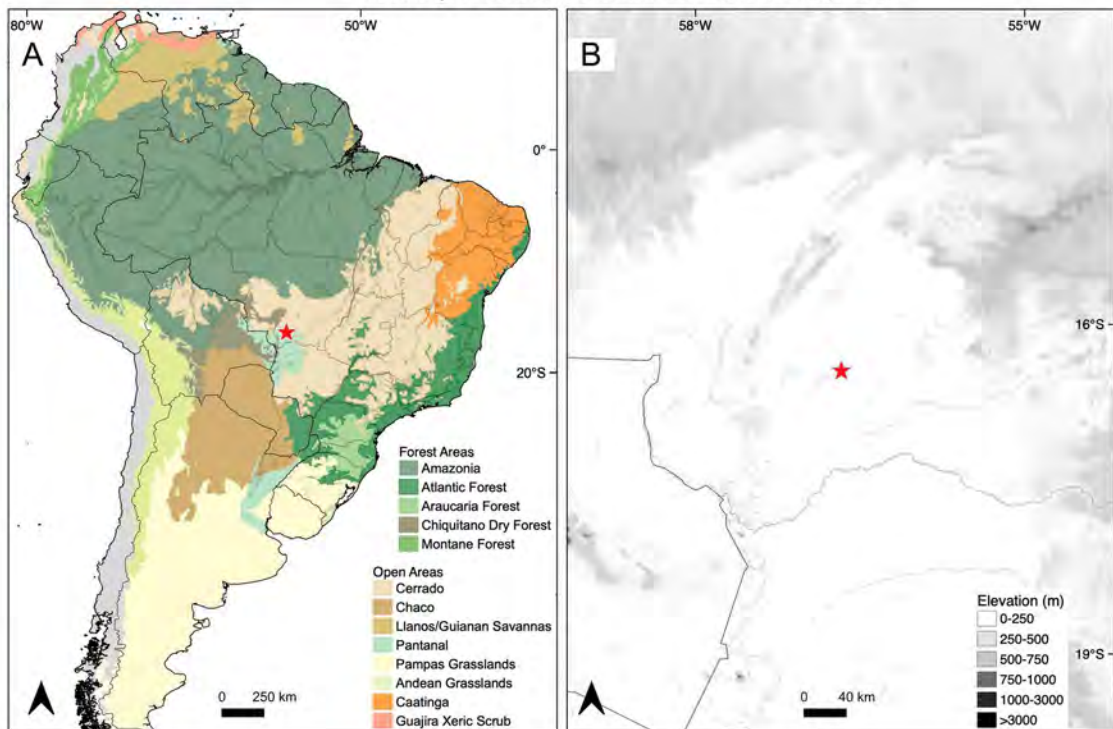 80°W
50°W
A
0°
20°S
Forest Areas
Amazonia
Atlantic Forest
Araucaria Forest
Chiquitano Dry Forest
Montane Forest
Open Areas
Cerrado
Chaco
Llanos/Guianan Savannas
Pantanal
Pampas Grasslands
Andean Grasslands
Caatinga
Guajira Xeric Scrub
0 250 km
58°W
55°W
B
16°S
19°S
Elevation (m)
0-250
250-500
500-750
750-1000
1000-3000
>3000
0 40 km